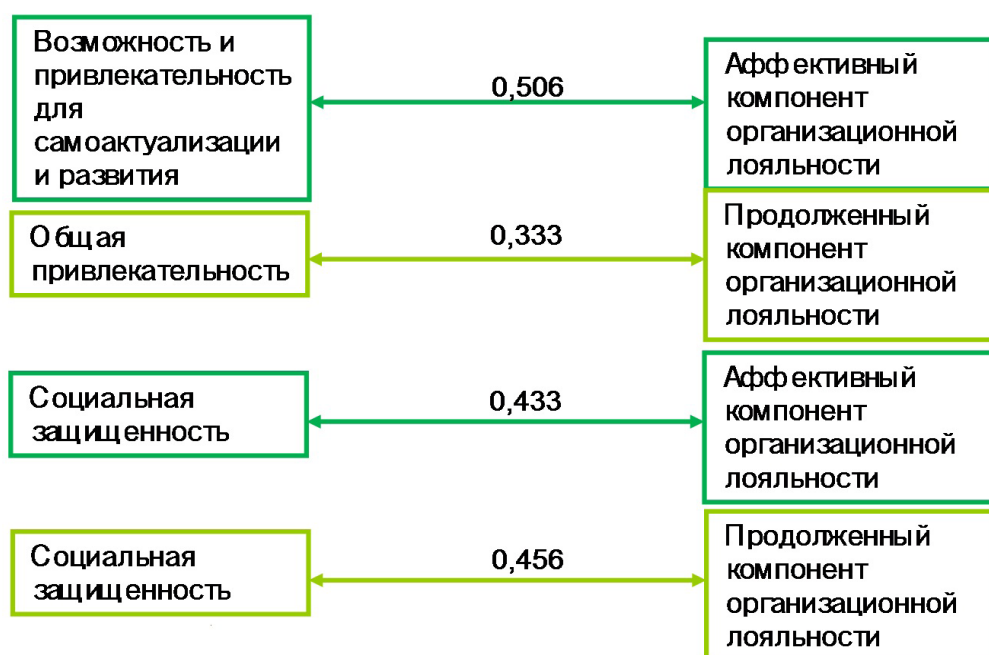 Возможность и
привлекательность
для
самоактуализации
и развития
0,506
Аффективный
компонент
организационной
лояльности
Общая
привлекательность
0,333
Продолженный
компонент
организационной
лояльности
Социальная
защищенность
0,433
Аффективный
компонент
организационной
лояльности
Социальная
защищенность
0,456
Продолженный
компонент
организационной
лояльности